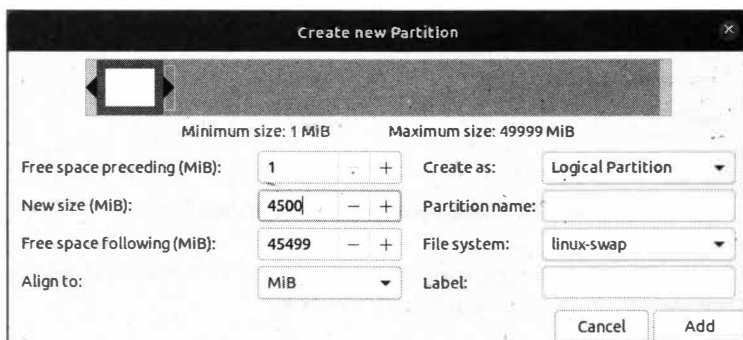 Create new Partition
Minimum size: 1 MiB Maximum size: 49999 MiB
Free space preceding (MiB): 1 − + Create as: Logical Partition
New size (MiB): 4500 − + Partition name:
Free space following (MiB): 45499 − + File system: linux-swap
Align to: MiB Label:
Cancel Add